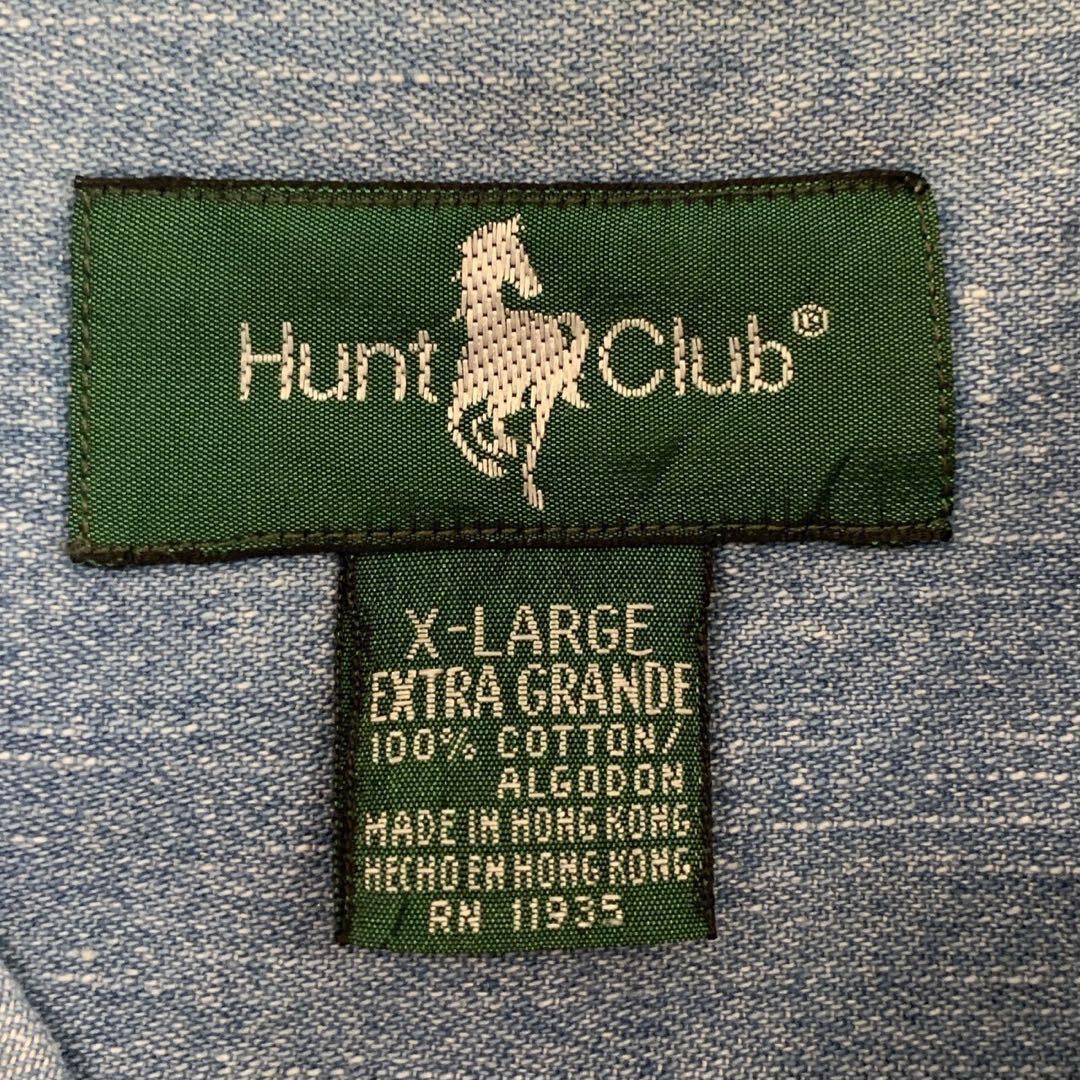 Hunt Club®
X-LARGE
EXTRA GRANDE
100% COTTON/
ALGODON
MADE IN HONG KONG
HECHO EN HONG KONG
RN 11935